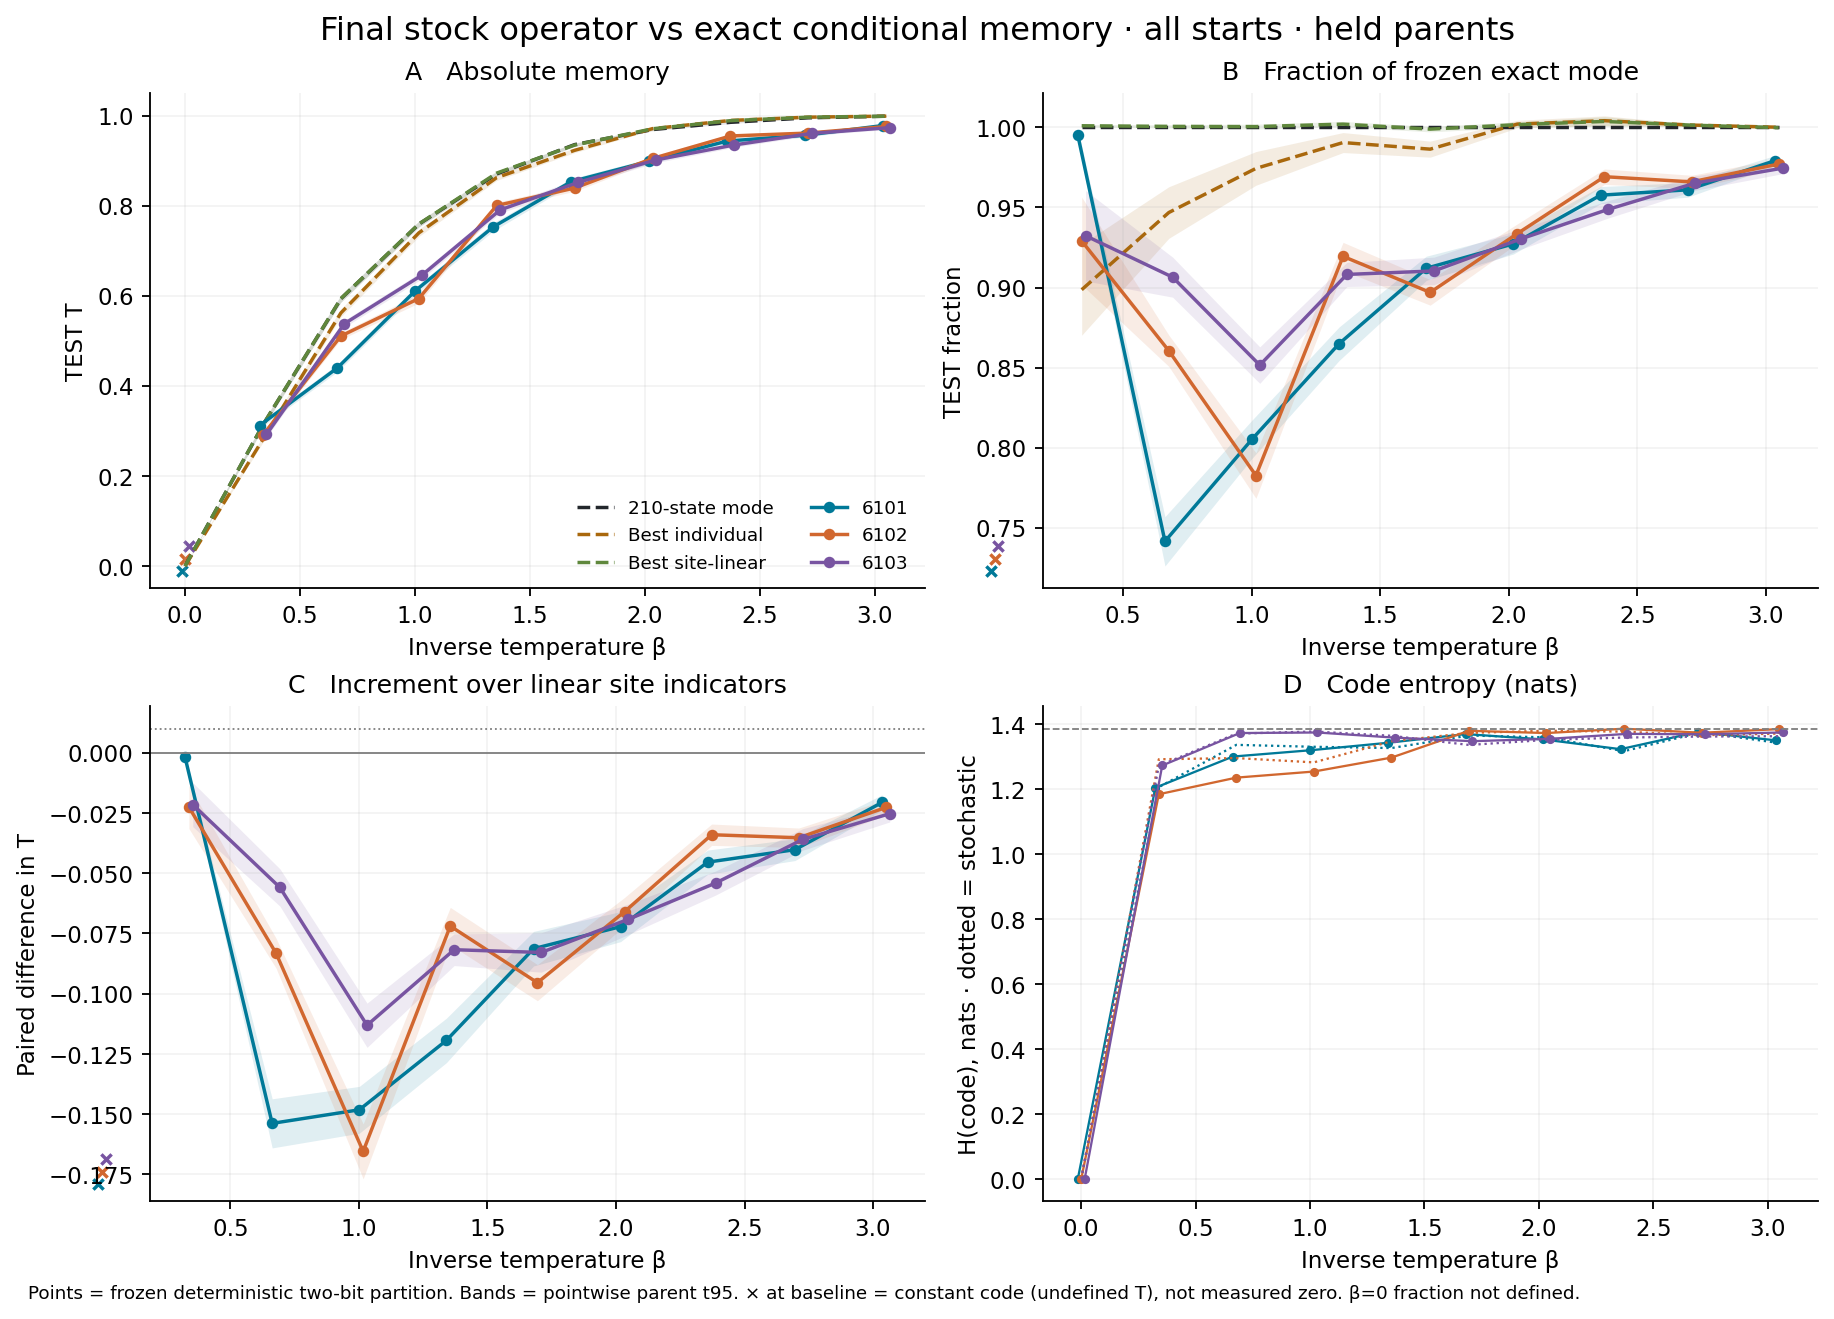 Final stock operator vs exact conditional memory · all starts · held parents
A Absolute memory
TEST T
1.0
0.8
0.6
0.4
0.2
0.0
0.0 0.5 1.0 1.5 2.0 2.5 3.0
Inverse temperature β
210-state mode
Best individual
Best site-linear
6101
6102
6103
B Fraction of frozen exact mode
TEST fraction
1.00
0.95
0.90
0.85
0.80
0.75
0.5 1.0 1.5 2.0 2.5 3.0
Inverse temperature β
C Increment over linear site indicators
Paired difference in T
0.000
−0.025
−0.050
−0.075
−0.100
−0.125
−0.150
−0.175
0.5 1.0 1.5 2.0 2.5 3.0
Inverse temperature β
D Code entropy (nats)
H(code), nats · dotted = stochastic
1.4
1.2
1.0
0.8
0.6
0.4
0.2
0.0
0.0 0.5 1.0 1.5 2.0 2.5 3.0
Inverse temperature β
Points = frozen deterministic two-bit partition. Bands = pointwise parent t95. × at baseline = constant code (undefined T), not measured zero. β=0 fraction not defined.